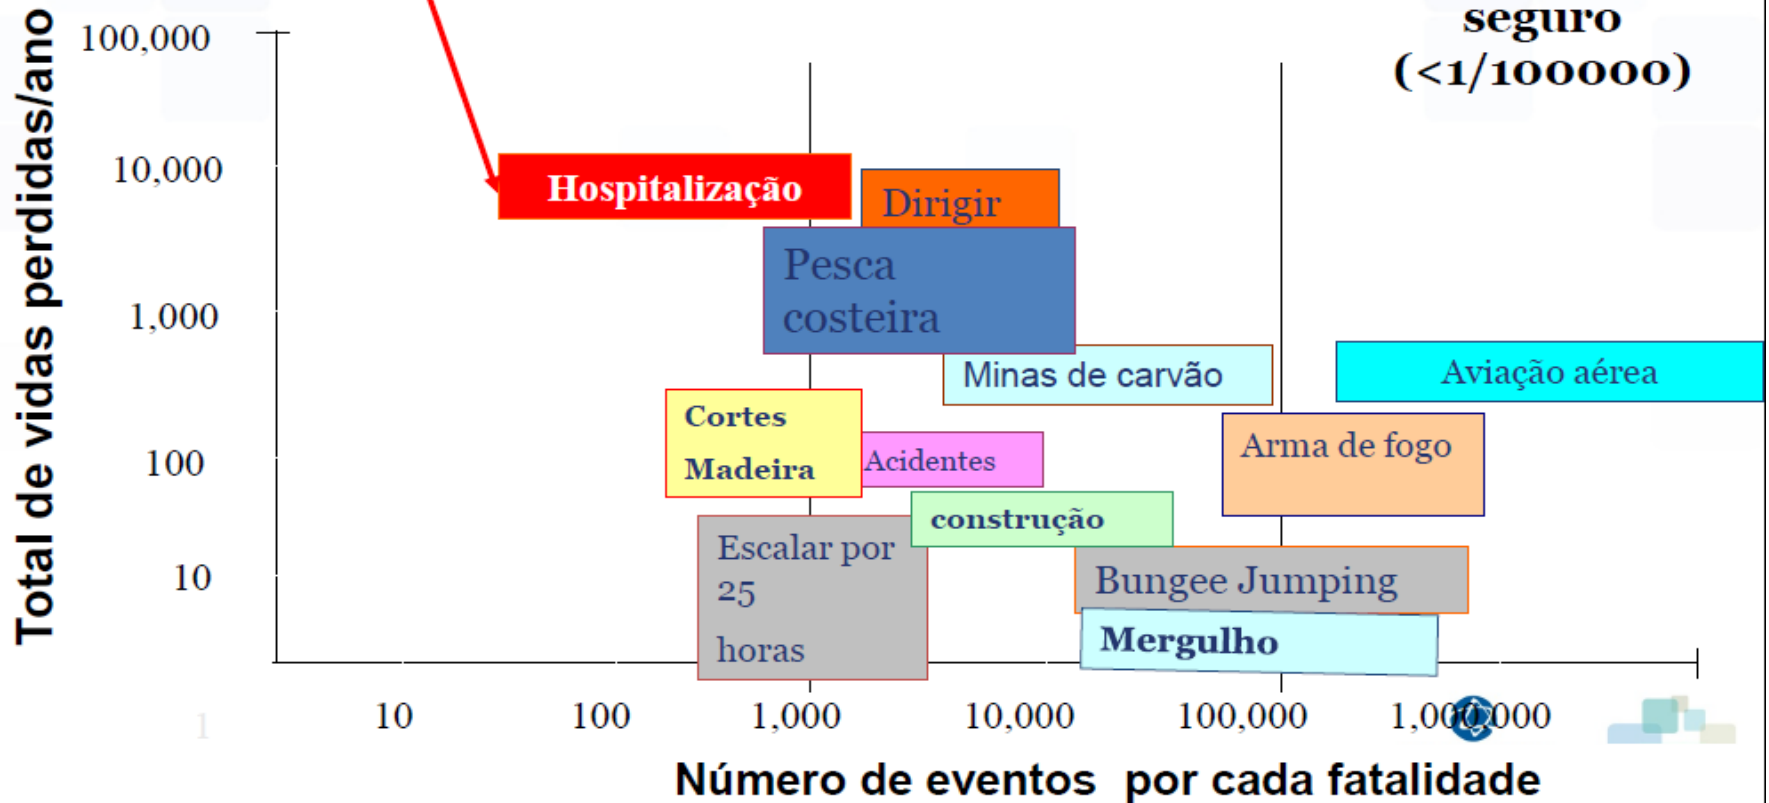 seguro
(<1/100000)
Total de vidas perdidas/ano
100,000
10,000
1,000
100
10
1
Hospitalização
Dirigir
Pesca
costeira
Minas de carvão
Aviação aérea
Cortes
Madeira
Acidentes
Arma de fogo
construção
Escalar por
25
horas
Bungee Jumping
Mergulho
10
100
1,000
10,000
100,000
1,000,000
Número de eventos  por cada fatalidade